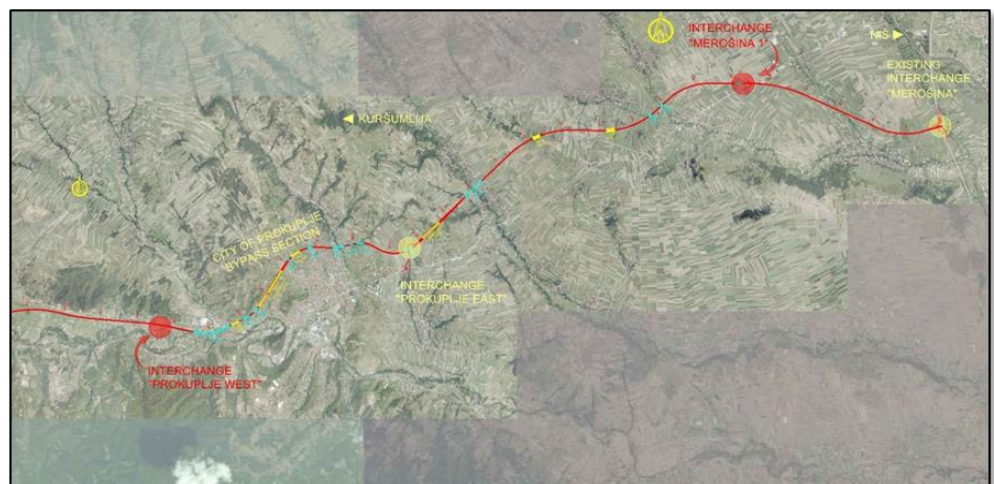 INTERCHANGE
"MEROŠINA 1"
NIŠ ►
EXISTING
INTERCHANGE
"MEROŠINA"
◄ KURŠUMLIJA
CITY OF PROKUPLJE
BYPASS SECTION
INTERCHANGE
"PROKUPLJE EAST"
INTERCHANGE
"PROKUPLJE WEST"